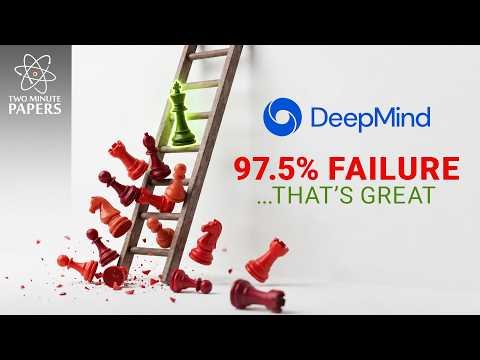 TWO MINUTE
PAPERS
DeepMind
97.5% FAILURE
...THAT'S GREAT